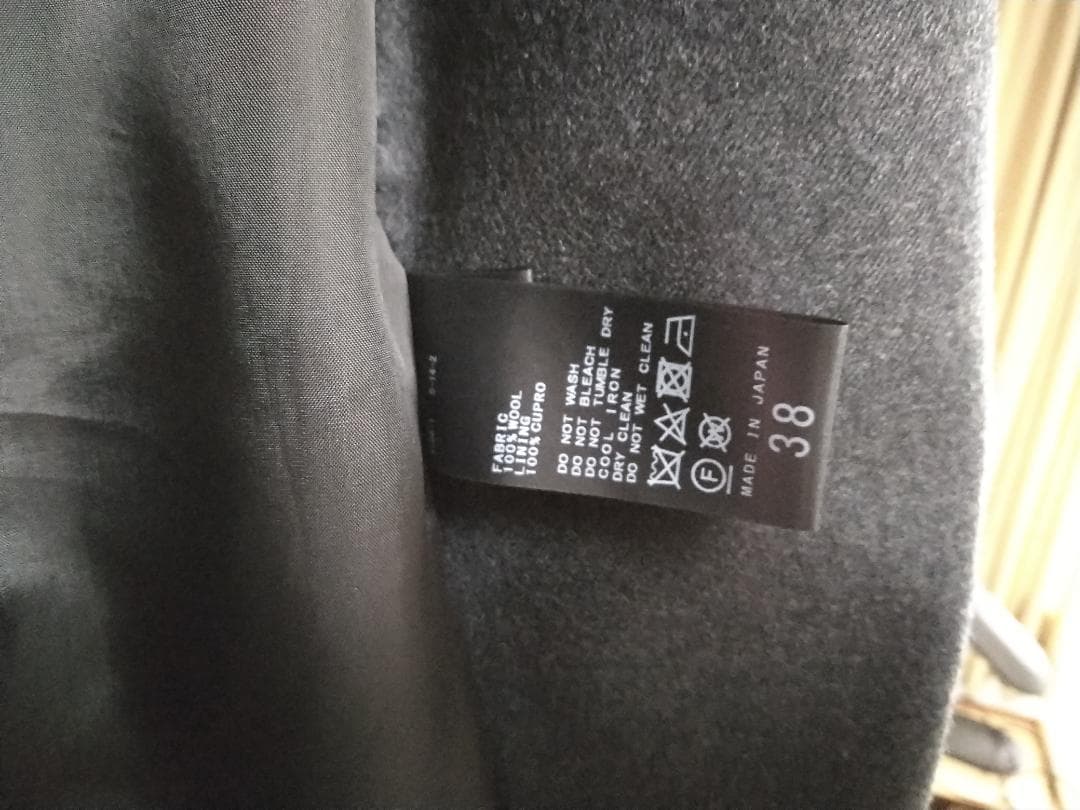 FABRIC
100% WOOL
LINING
100% CUPRO
DO NOT WASH
DO NOT BLEACH
DO NOT TUMBLE DRY
COOL IRON
DRY CLEAN
DO NOT WET CLEAN
F
MADE IN JAPAN
38